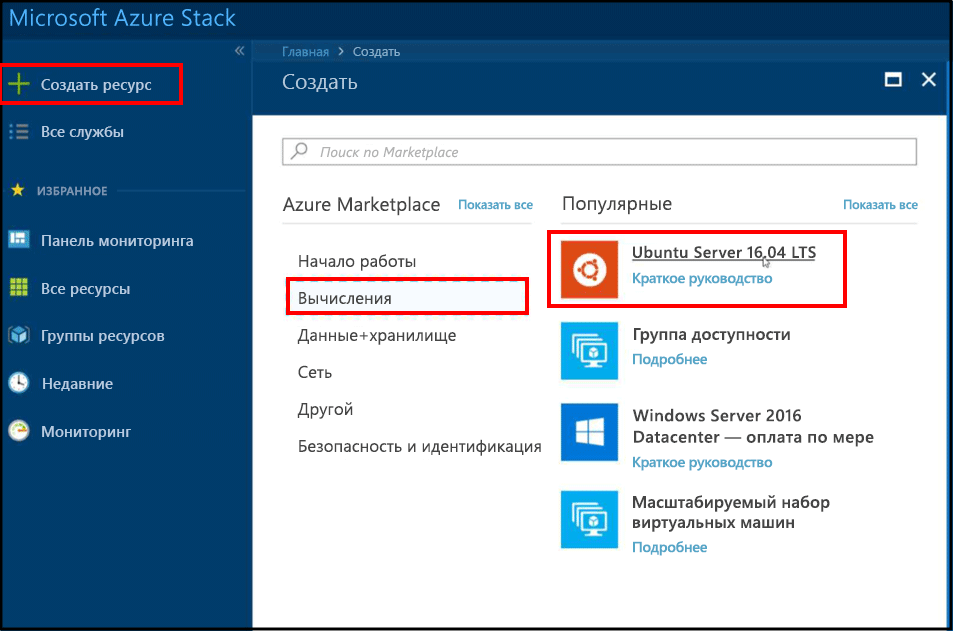 Microsoft Azure Stack
«
Главная > Создать
Создать ресурс
Создать
Все службы
ИЗБРАННОЕ
Панель мониторинга
Все ресурсы
Группы ресурсов
Недавние
Мониторинг
Поиск по Marketplace
Azure Marketplace Показать все
Начало работы
Вычисления
Данные+хранилище
Сеть
Другой
Безопасность и идентификация
Популярные Показать все
Ubuntu Server 16.04 LTS
Краткое руководство
Группа доступности
Подробнее
Windows Server 2016
Datacenter — оплата по мере
Краткое руководство
Масштабируемый набор
виртуальных машин
Подробнее